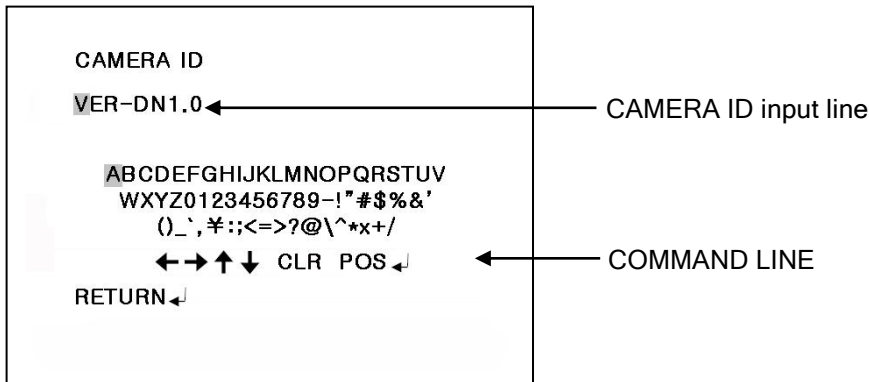 CAMERA ID
VER-DN1.0
CAMERA ID input line
ABCDEFGHIJKLMNOPQRSTUV
WXYZ0123456789-!"#$%&'
()_`,¥:;<=>?@\^*x+/
←→↑↓ CLR POS↲
COMMAND LINE
RETURN↲